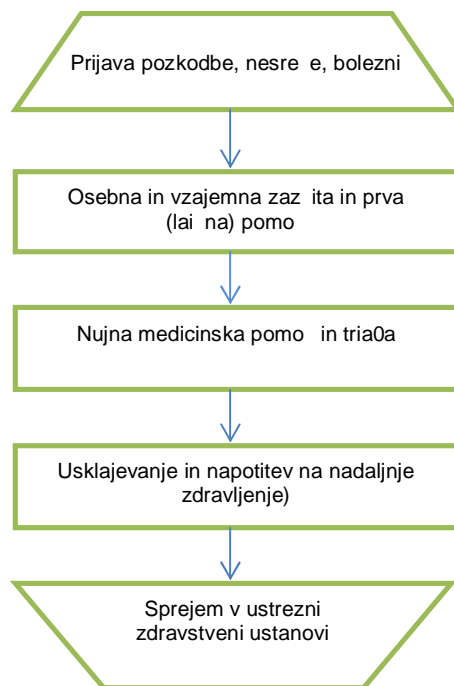 Prijava pozkodbe, nesre e, bolezni
Osebna in vzajemna zaz ita in prva
(lai na) pomo
Nujna medicinska pomo in tria0a
Usklajevanje in napotitev na nadaljnje
zdravljenje)
Sprejem v ustrezni
zdravstveni ustanovi